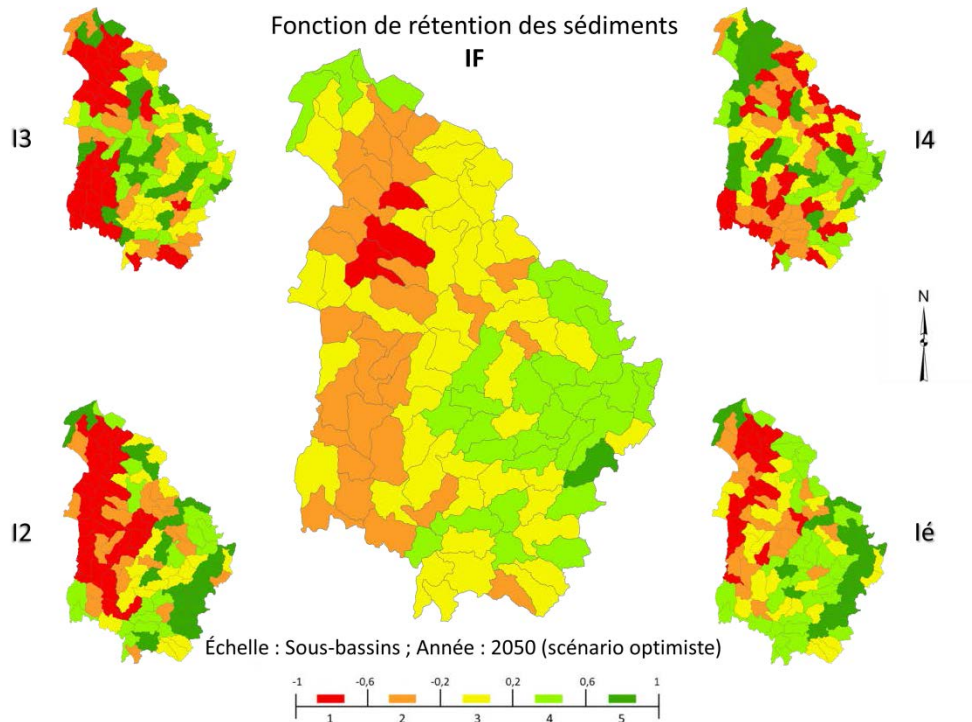 Fonction de rétention des sédiments
IF
I3
I4
N
I2
Ié
Échelle : Sous-bassins ; Année : 2050 (scénario optimiste)
-1 -0,6 -0,2 0,2 0,6 1
1 2 3 4 5